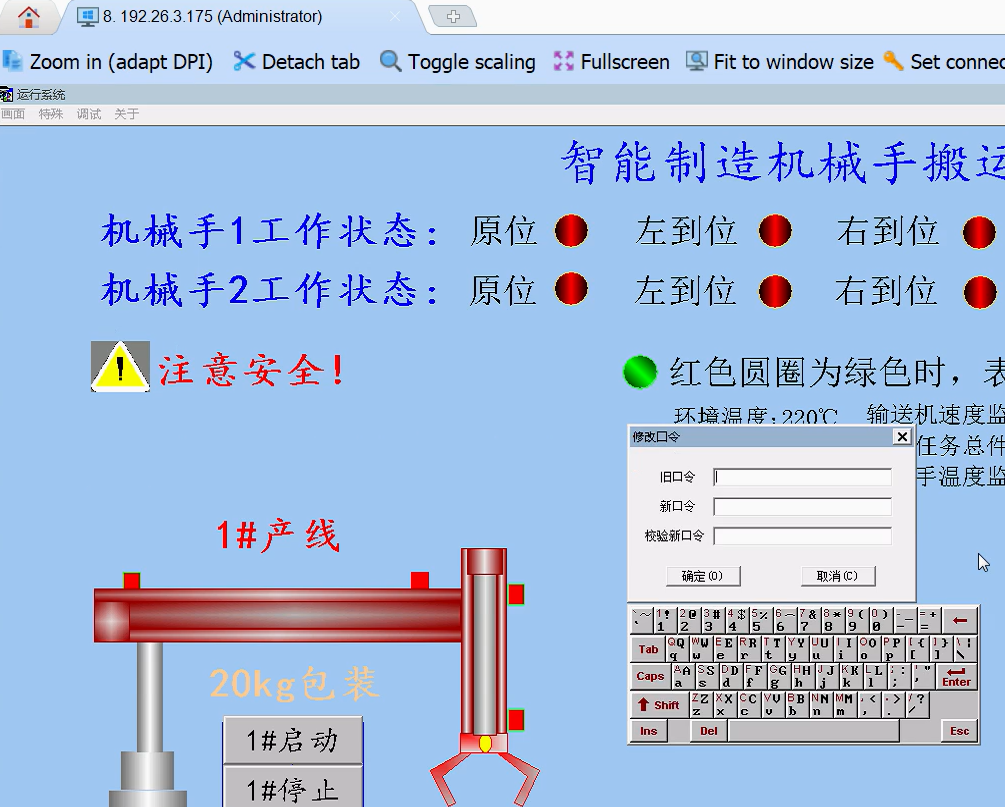 8. 192.26.3.175 (Administrator)
Zoom in (adapt DPI) Detach tab Toggle scaling Fullscreen Fit to window size Set connec
运行系统
画面 特殊 调试 关于
智能制造机械手搬运
机械手1工作状态: 原位 左到位 右到位
机械手2工作状态: 原位 左到位 右到位
注意安全!
红色圆圈为绿色时，表
环境温度:220℃ 输送机速度监
任务总件
手温度监
修改口令
旧口令
新口令
校验新口令
确定(O) 取消(C)
1#产线
20kg包装
1#启动
1#停止
` ~ 1 ! 2 @ 3 # 4 $ 5 % 6 7 & 8 * 9 ( 0 ) - _ = + ←
Tab Q q W w E e R r T t Y y U u I i O o P p [ { ] } \ |
Caps A a S s D d F f G g H h J j K k L l ; : ' " Enter
Shift Z z X x C c V v B b N n M m , < . > / ?
Ins Del Esc